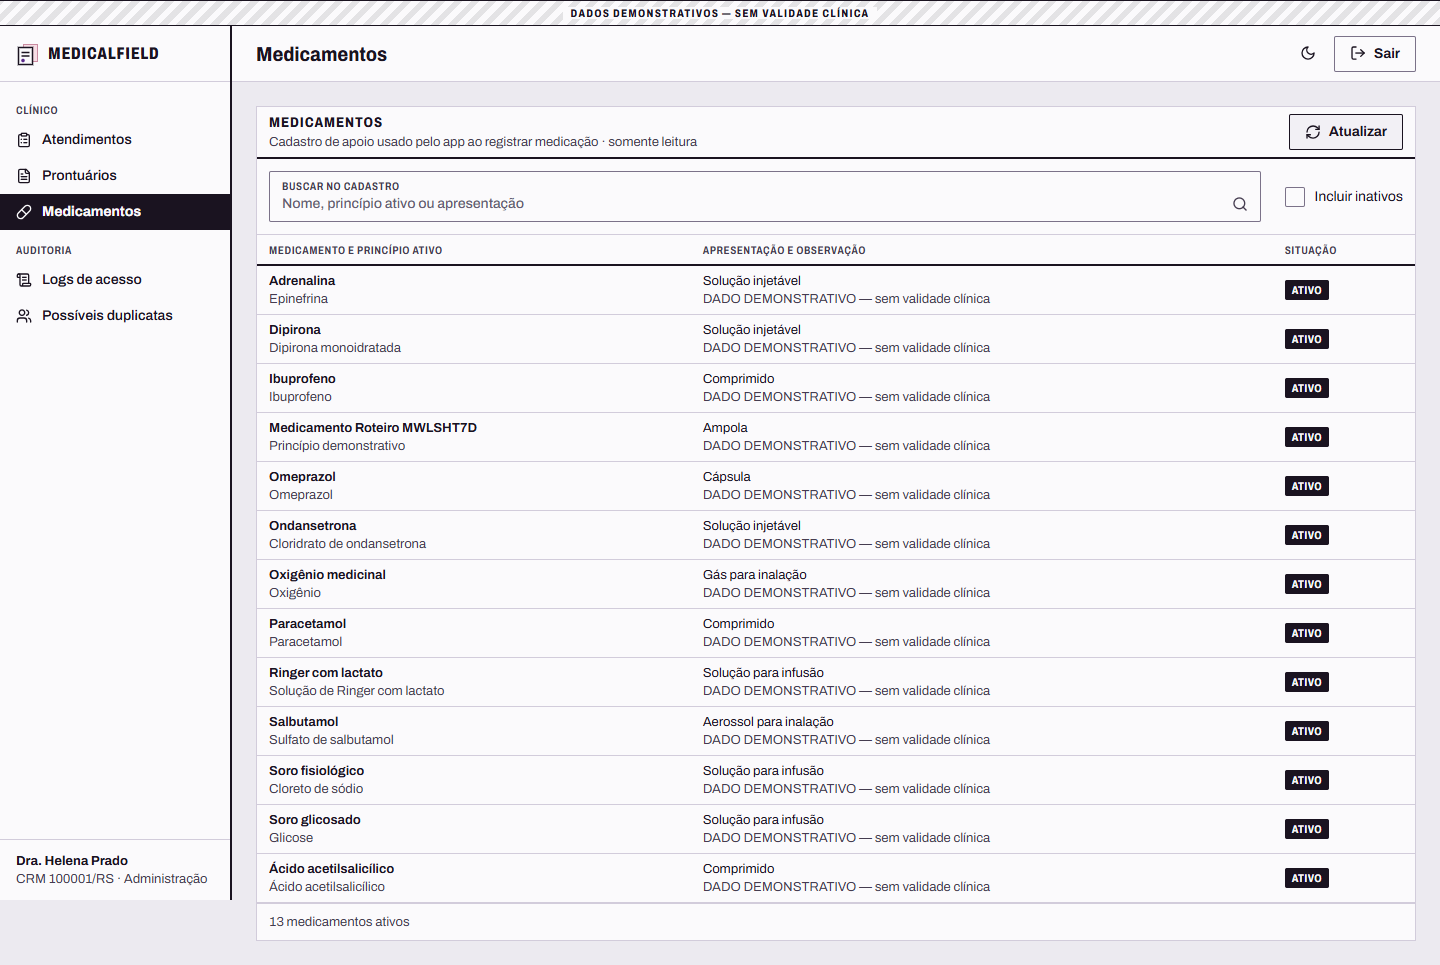 DADOS DEMONSTRATIVOS — SEM VALIDADE CLÍNICA
MEDICALFIELD
Medicamentos
Sair
CLÍNICO
Atendimentos
Prontuários
Medicamentos
AUDITORIA
Logs de acesso
Possíveis duplicatas
Dra. Helena Prado
CRM 100001/RS · Administração
MEDICAMENTOS
Cadastro de apoio usado pelo app ao registrar medicação · somente leitura
Atualizar
BUSCAR NO CADASTRO
Nome, princípio ativo ou apresentação
Incluir inativos
MEDICAMENTO E PRINCÍPIO ATIVO APRESENTAÇÃO E OBSERVAÇÃO SITUAÇÃO
Adrenalina Solução injetável
Epinefrina DADO DEMONSTRATIVO — sem validade clínica
ATIVO
Dipirona Solução injetável
Dipirona monoidratada DADO DEMONSTRATIVO — sem validade clínica
ATIVO
Ibuprofeno Comprimido
Ibuprofeno DADO DEMONSTRATIVO — sem validade clínica
ATIVO
Medicamento Roteiro MWLSHT7D Ampola
Princípio demonstrativo DADO DEMONSTRATIVO — sem validade clínica
ATIVO
Omeprazol Cápsula
Omeprazol DADO DEMONSTRATIVO — sem validade clínica
ATIVO
Ondansetrona Solução injetável
Cloridrato de ondansetrona DADO DEMONSTRATIVO — sem validade clínica
ATIVO
Oxigênio medicinal Gás para inalação
Oxigênio DADO DEMONSTRATIVO — sem validade clínica
ATIVO
Paracetamol Comprimido
Paracetamol DADO DEMONSTRATIVO — sem validade clínica
ATIVO
Ringer com lactato Solução para infusão
Solução de Ringer com lactato DADO DEMONSTRATIVO — sem validade clínica
ATIVO
Salbutamol Aerossol para inalação
Sulfato de salbutamol DADO DEMONSTRATIVO — sem validade clínica
ATIVO
Soro fisiológico Solução para infusão
Cloreto de sódio DADO DEMONSTRATIVO — sem validade clínica
ATIVO
Soro glicosado Solução para infusão
Glicose DADO DEMONSTRATIVO — sem validade clínica
ATIVO
Ácido acetilsalicílico Comprimido
Ácido acetilsalicílico DADO DEMONSTRATIVO — sem validade clínica
ATIVO
13 medicamentos ativos